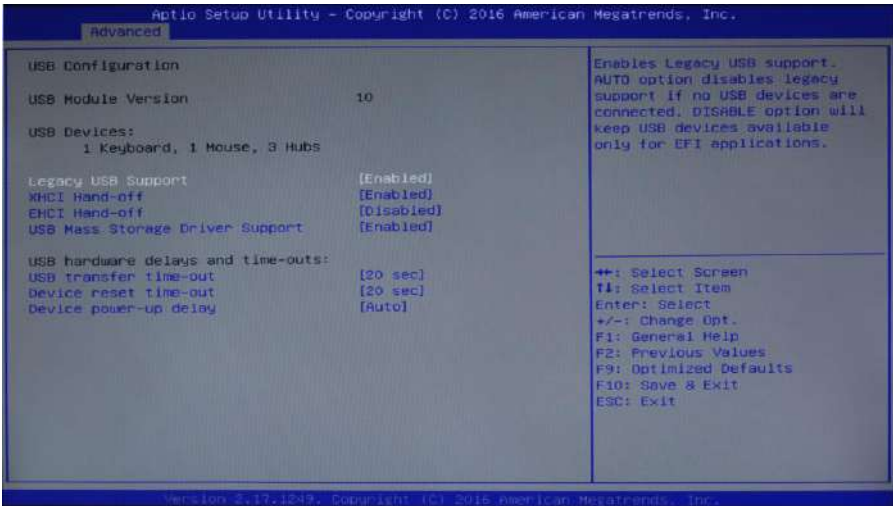 Aptio Setup Utility – Copyright (C) 2016 American Megatrends, Inc.
Advanced
USB Configuration
USB Module Version 10
USB Devices:
1 Keyboard, 1 Mouse, 3 Hubs
Legacy USB Support [Enabled]
XHCI Hand-off [Enabled]
EHCI Hand-off [Disabled]
USB Mass Storage Driver Support [Enabled]
USB hardware delays and time-outs:
USB transfer time-out [20 sec]
Device reset time-out [20 sec]
Device power-up delay [Auto]
Enables Legacy USB support.
AUTO option disables legacy
support if no USB devices are
connected. DISABLE option will
keep USB devices available
only for EFI applications.
↔: Select Screen
↑↓: Select Item
Enter: Select
+/-: Change Opt.
F1: General Help
F2: Previous Values
F9: Optimized Defaults
F10: Save & Exit
ESC: Exit
Version 2.17.1249. Copyright (C) 2016 American Megatrends, Inc.